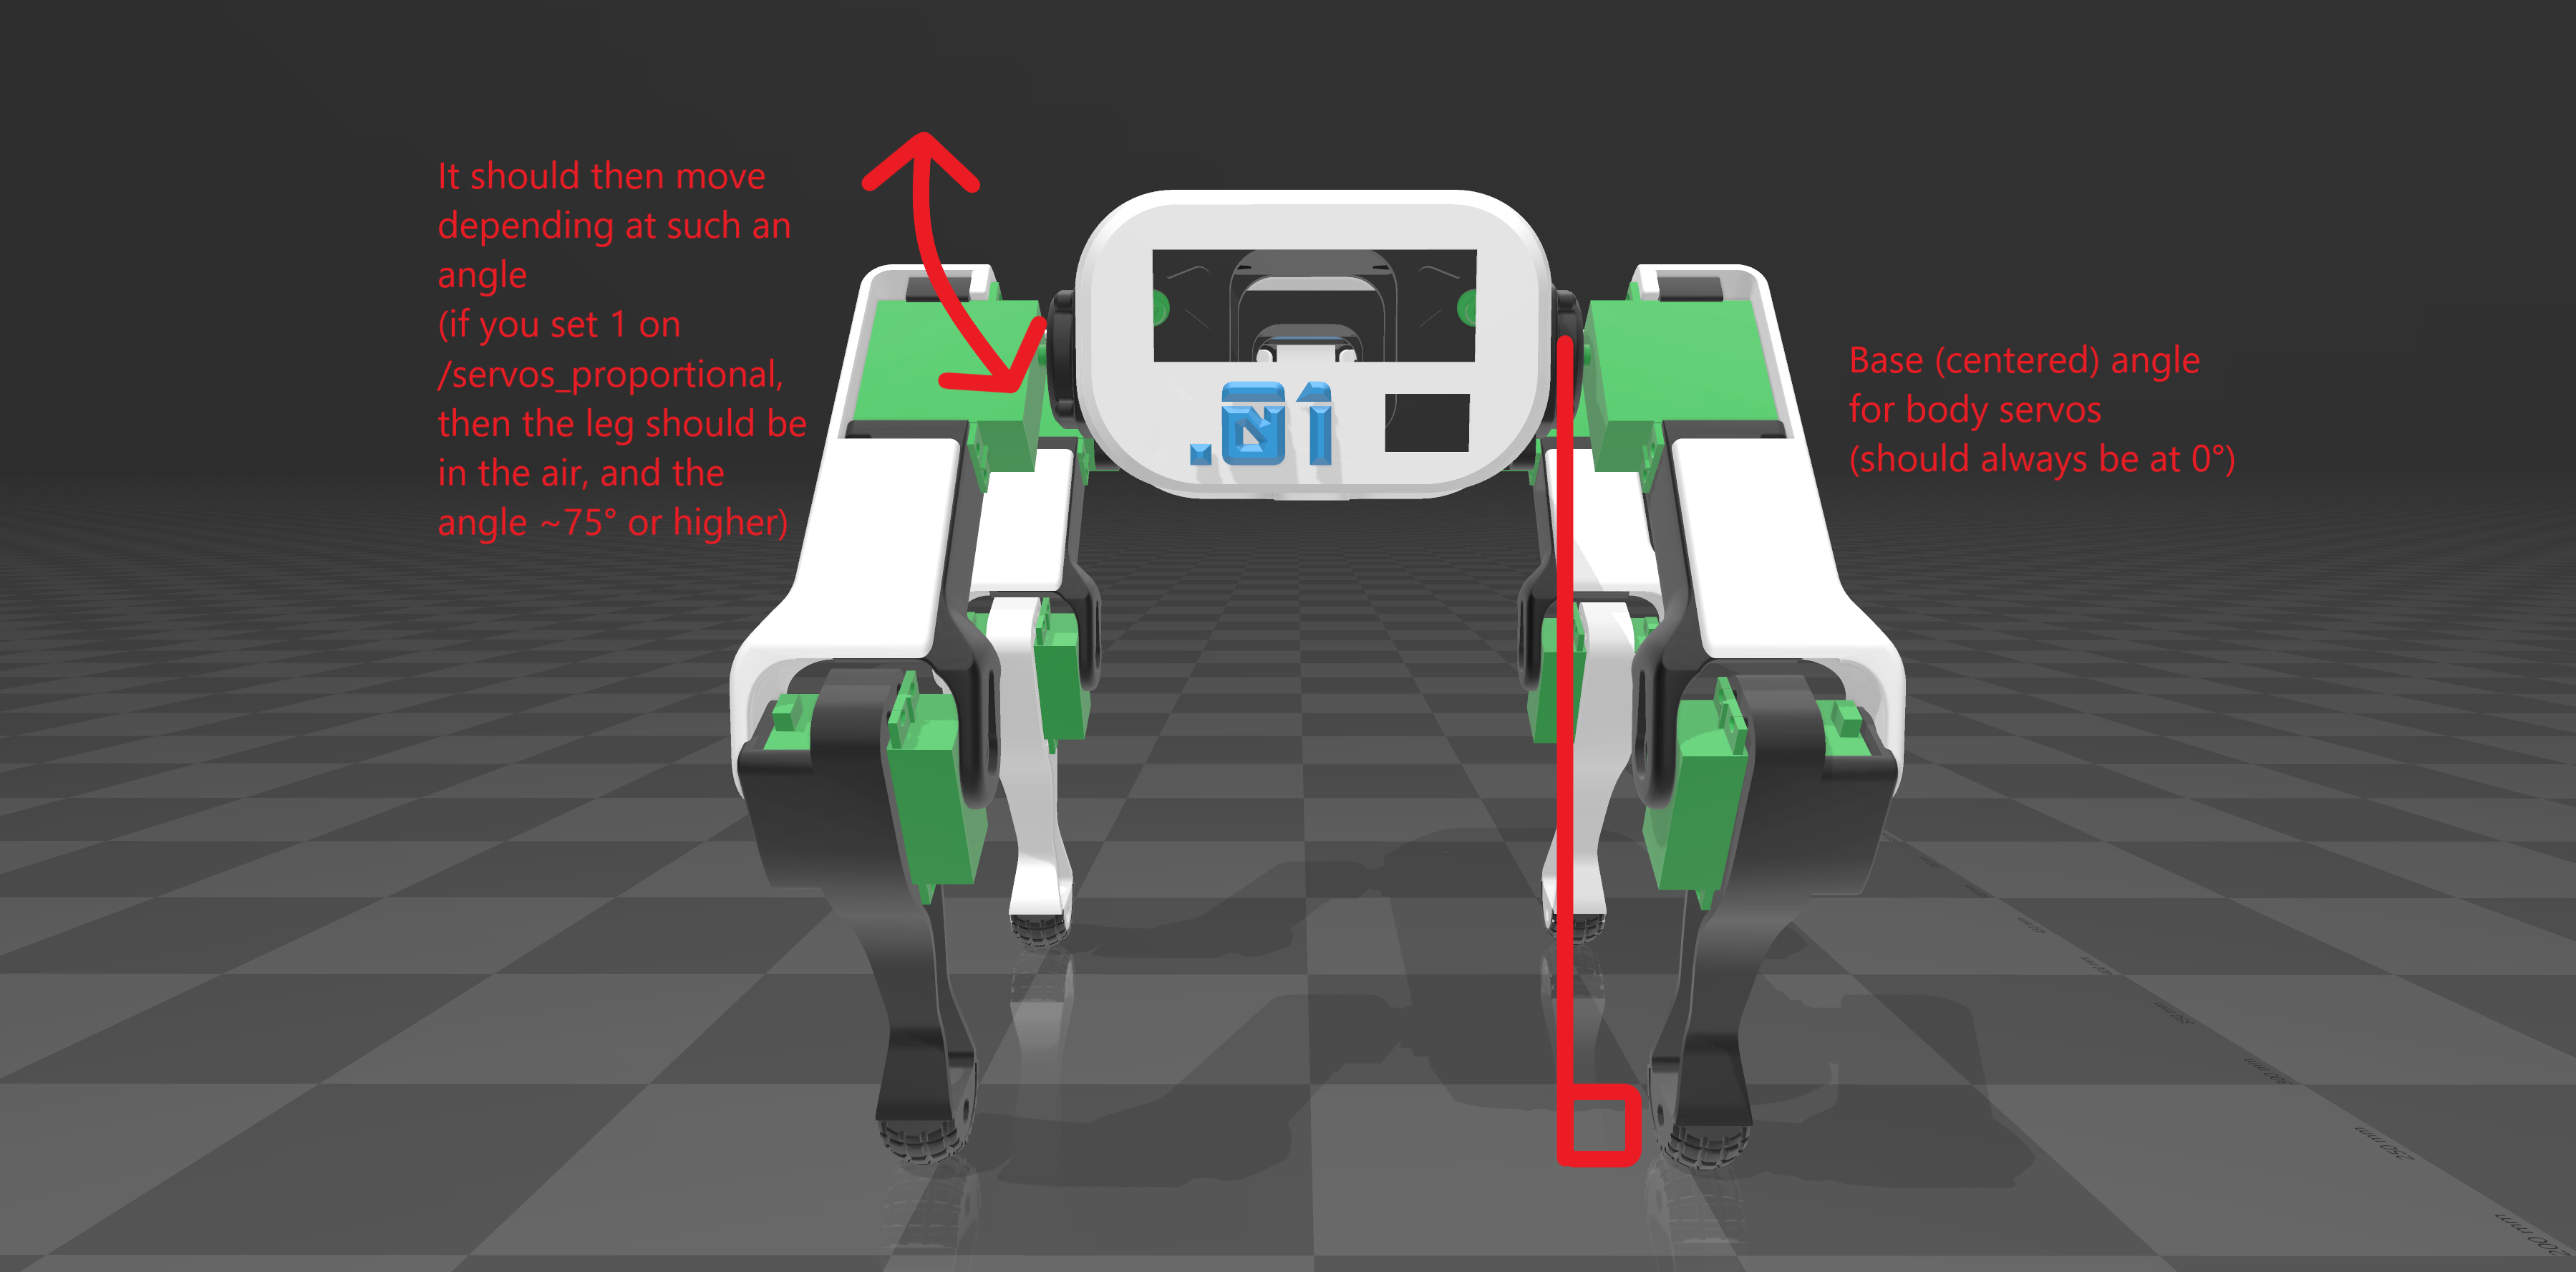 It should then move
depending at such an
angle
(if you set 1 on
/servos_proportional,
then the leg should be
in the air, and the
angle ~75° or higher)
Base (centered) angle
for body servos
(should always be at 0°)
250mm
200mm